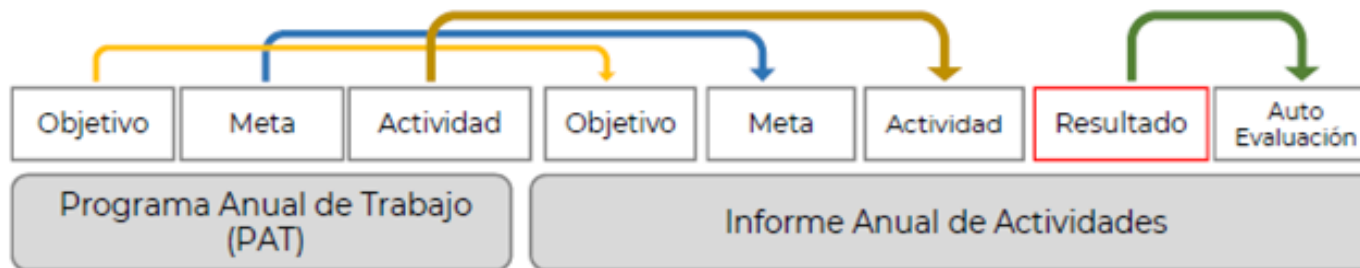 Objetivo
Meta
Actividad
Objetivo
Meta
Actividad
Resultado
Auto
Evaluación
Programa Anual de Trabajo
(PAT)
Informe Anual de Actividades